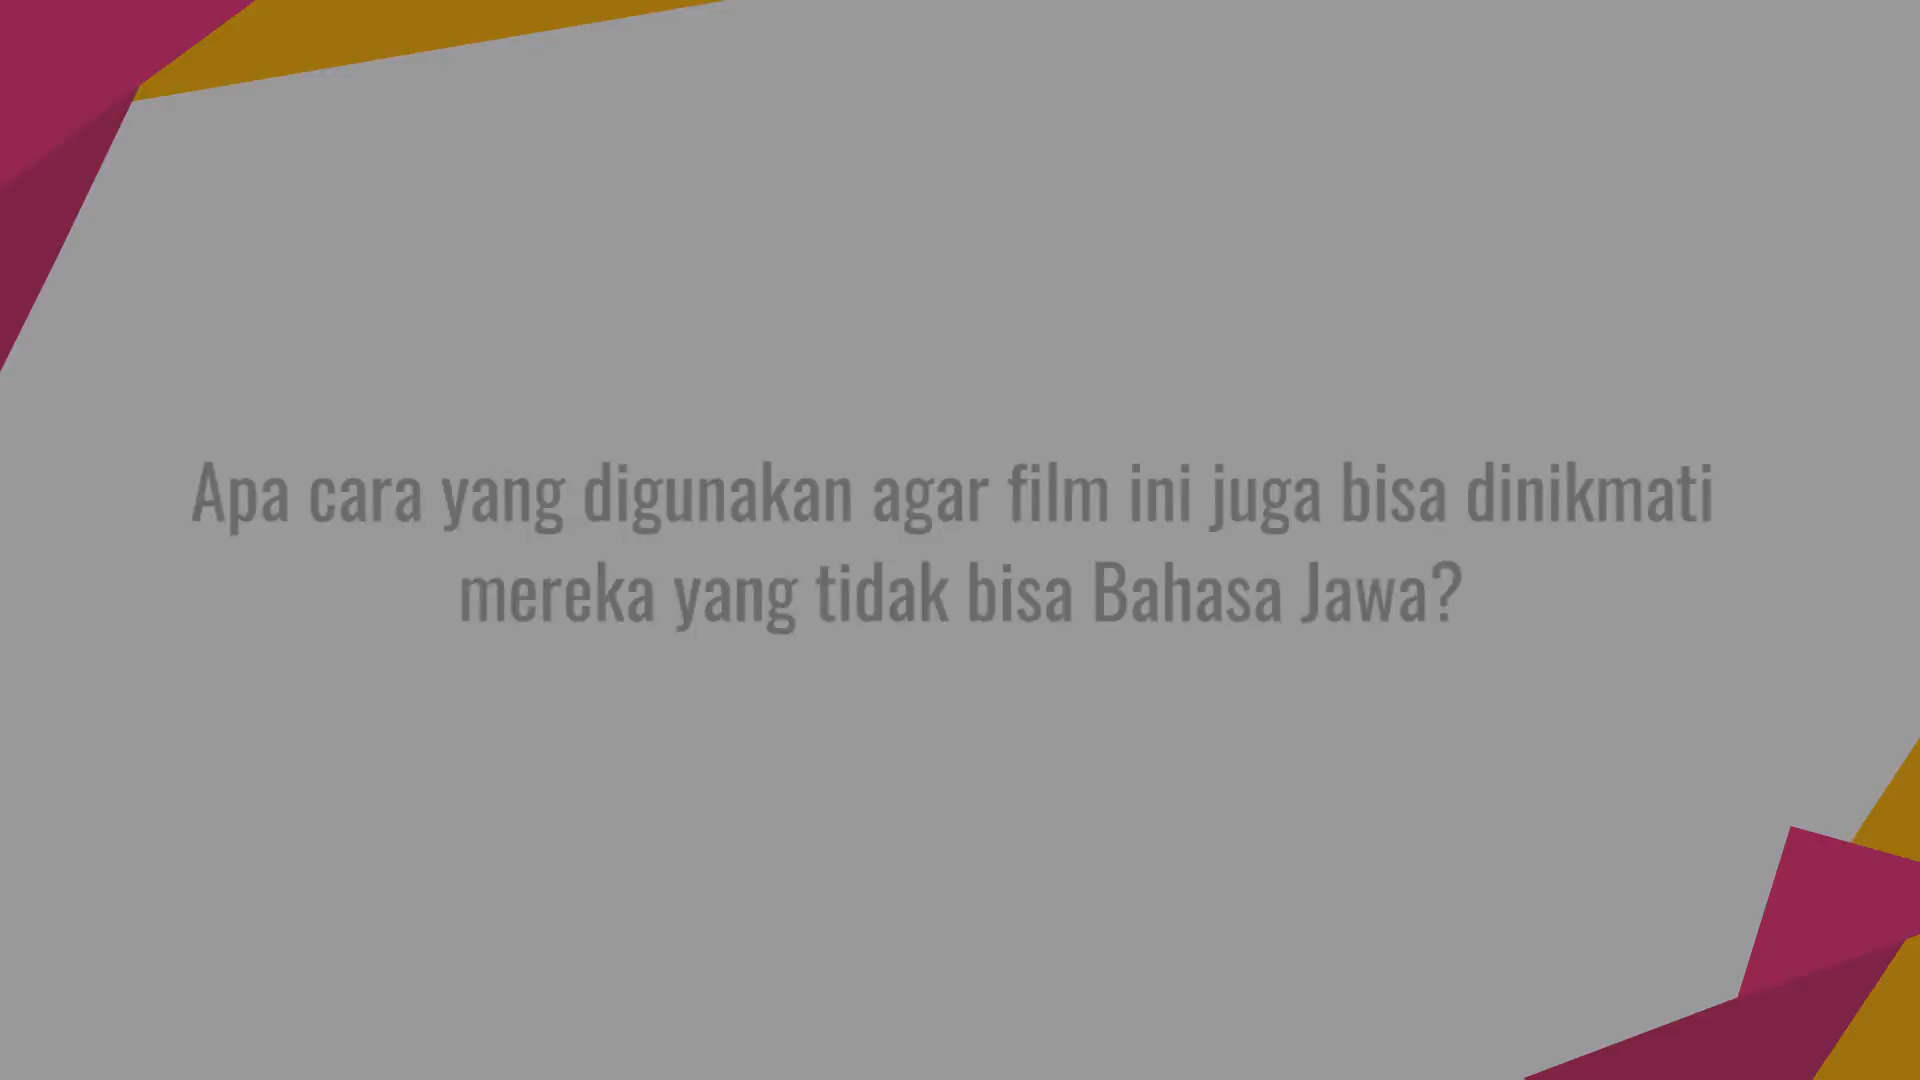 Apa cara yang digunakan agar film ini juga bisa dinikmati
mereka yang tidak bisa Bahasa Jawa?